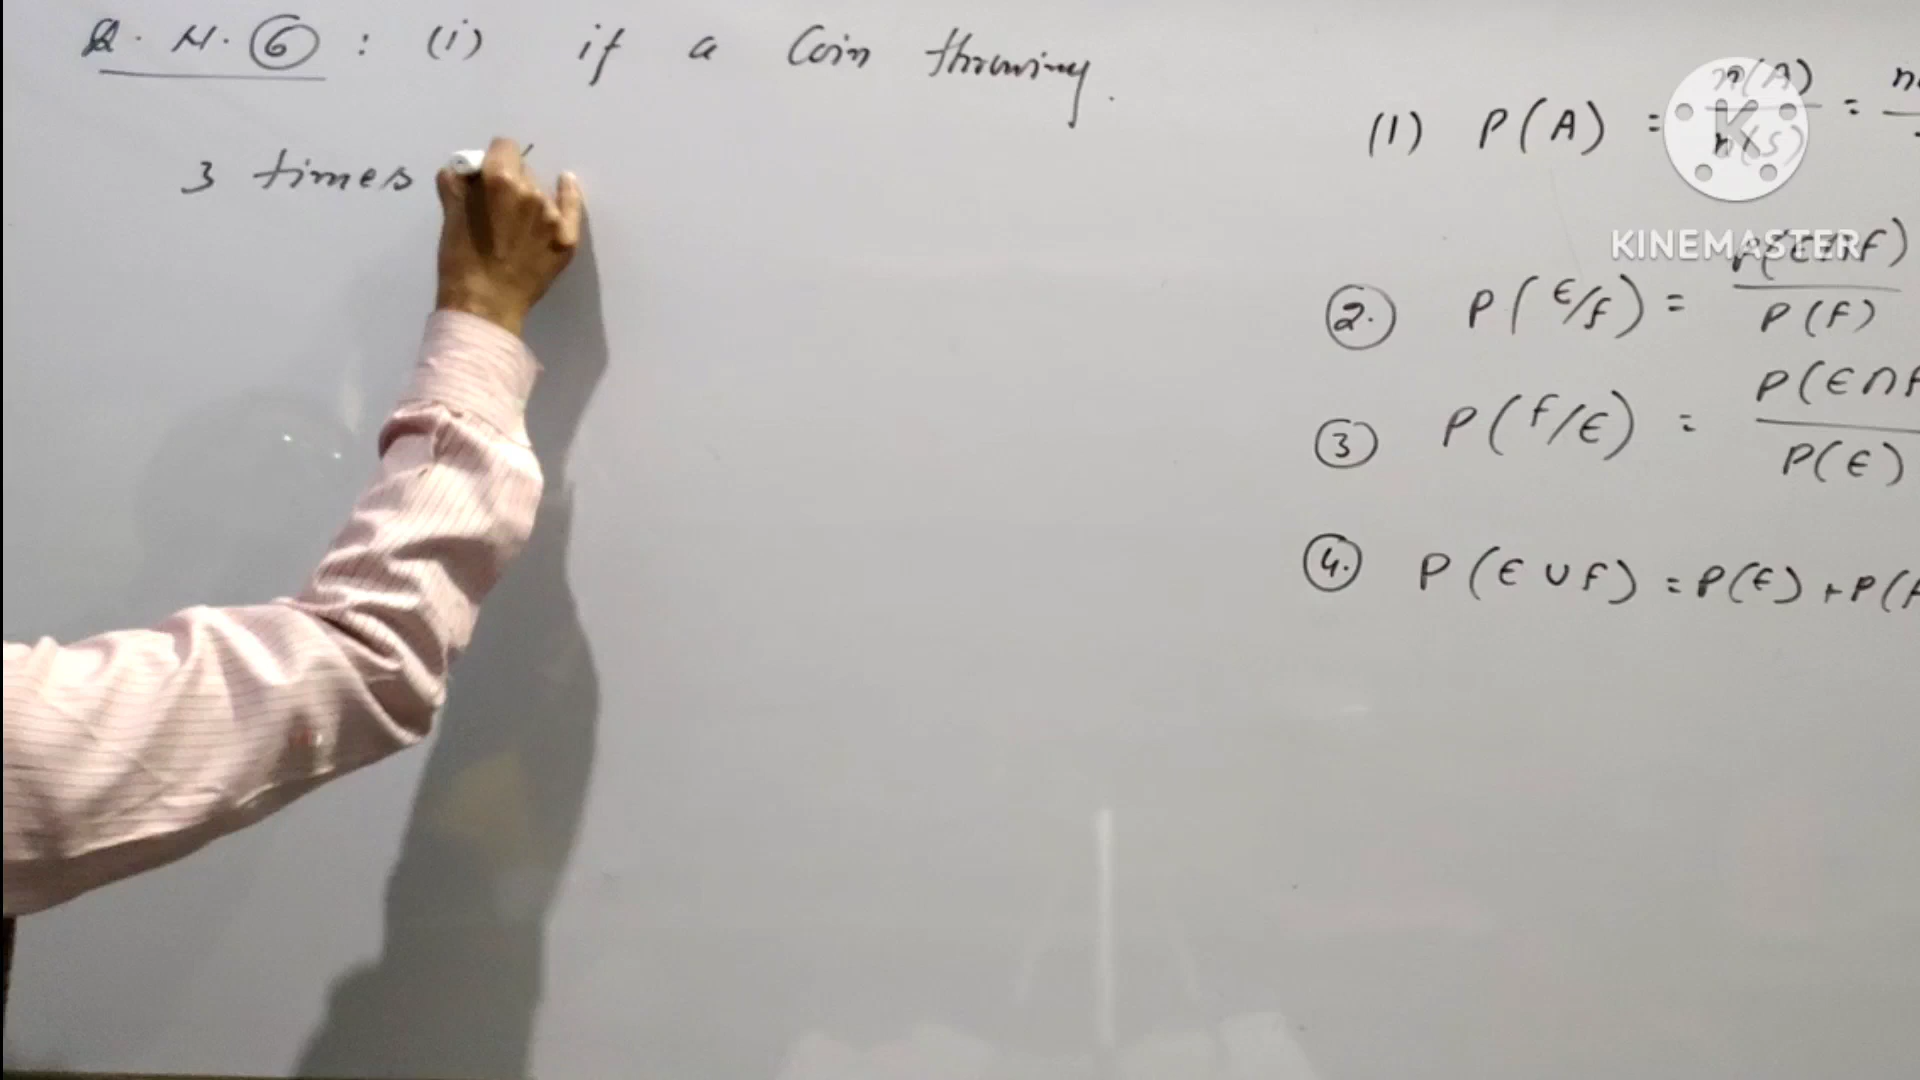 Q. N. 6 : (i) if a Coin throwing.
3 times
(1) P(A) = n(A) / n(S) =
KINEMASTER
2. P(E/F) = P(E∩F) / P(F)
3 P(F/E) = P(E∩F / P(E)
4. P(E∪F) = P(E) + P(F